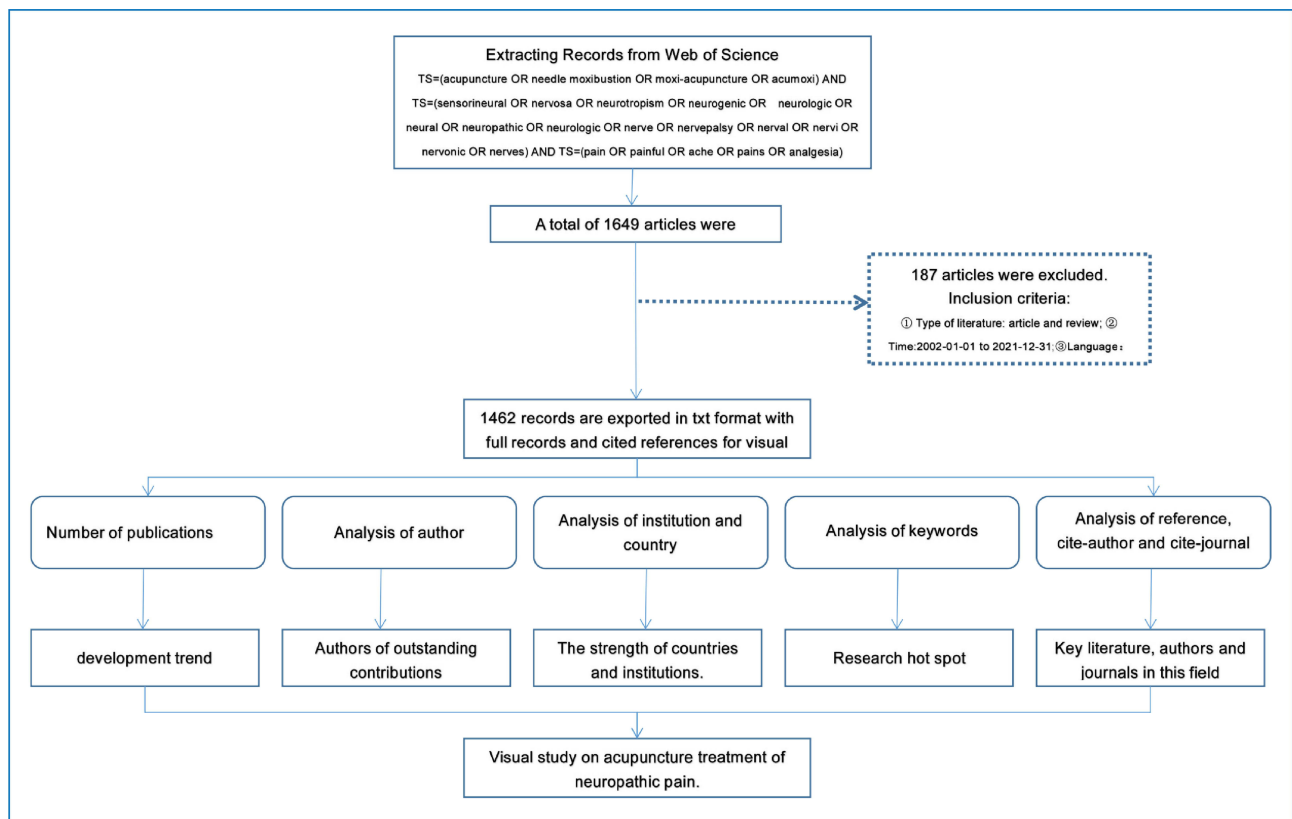 Extracting Records from Web of Science
TS=(acupuncture OR needle moxibustion OR moxi-acupuncture OR acumoxi) AND
TS=(sensorineural OR nervosa OR neurotropism OR neurogenic OR neurologic OR
neural OR neuropathic OR neurologic OR nerve OR nervepalsy OR nerval OR nervi OR
nervonic OR nerves) AND TS=(pain OR painful OR ache OR pains OR analgesia)
A total of 1649 articles were
187 articles were excluded.
Inclusion criteria:
① Type of literature: article and review; ②
Time:2002-01-01 to 2021-12-31;③Language：
1462 records are exported in txt format with
full records and cited references for visual
Number of publications
Analysis of author
Analysis of institution and
country
Analysis of keywords
Analysis of reference,
cite-author and cite-journal
development trend
Authors of outstanding
contributions
The strength of countries
and institutions.
Research hot spot
Key literature, authors and
journals in this field
Visual study on acupuncture treatment of
neuropathic pain.